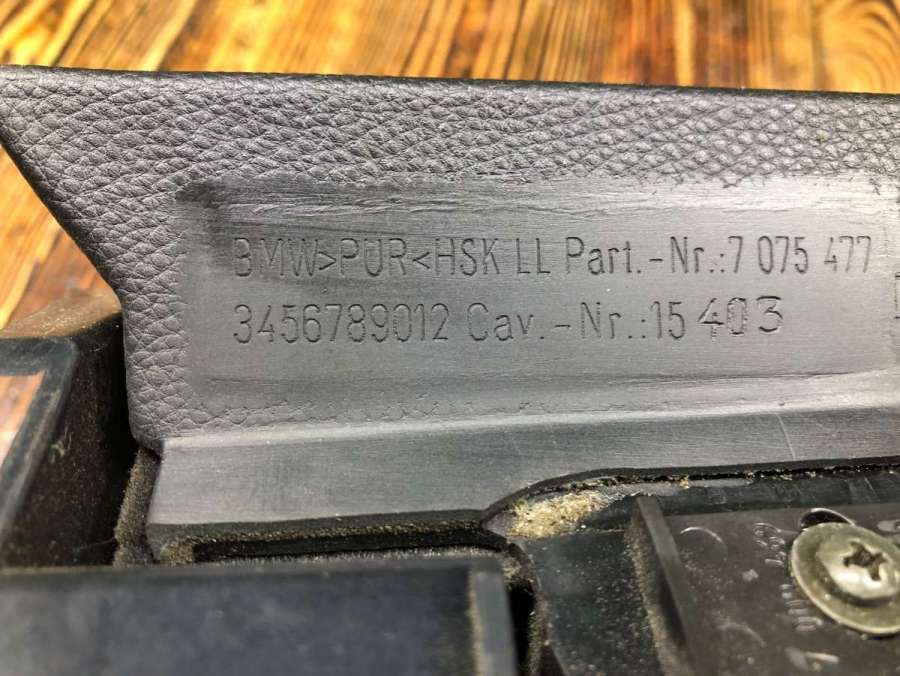 BMW>PUR<HSK LL Part.-Nr.:7 075 477
3456789012 Cav.-Nr.:15 403